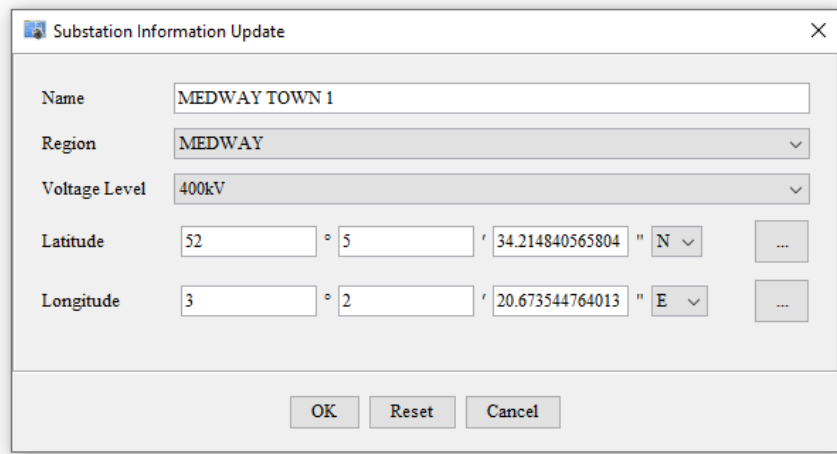 Substation Information Update
Name MEDWAY TOWN 1
Region MEDWAY
Voltage Level 400kV
Latitude 52 ° 5 ′ 34.214840565804 " N ...
Longitude 3 ° 2 ′ 20.673544764013 " E ...
OK Reset Cancel